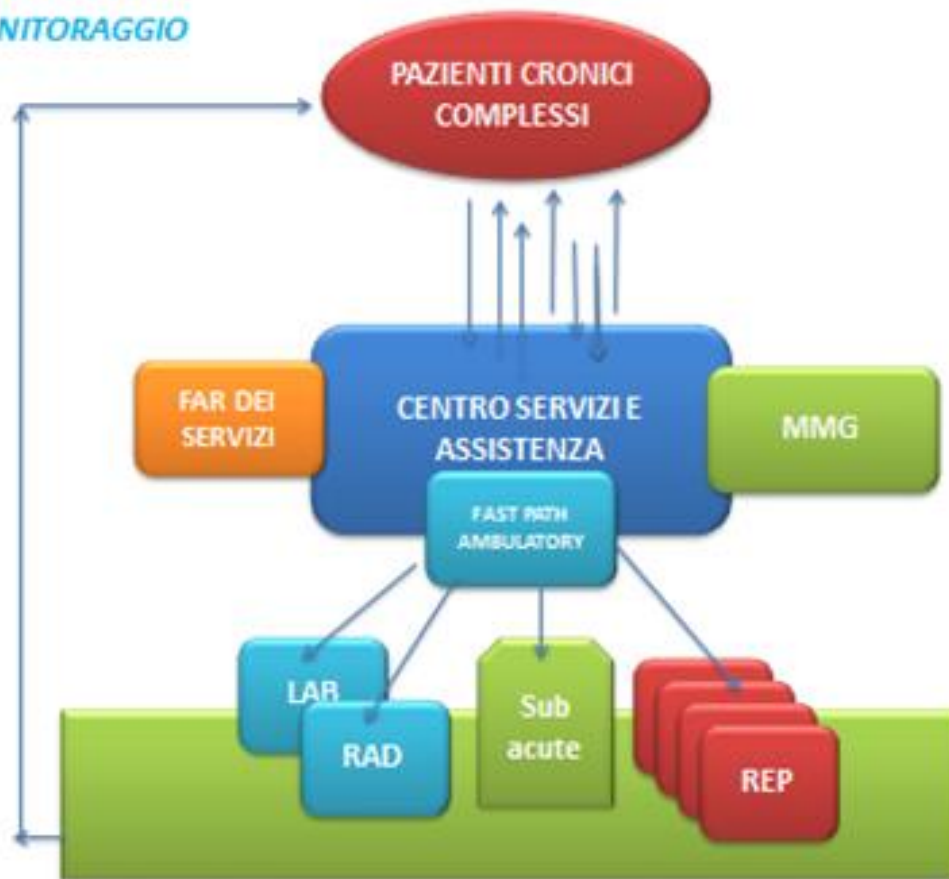 NITORAGGIO
PAZIENTI CRONICI
COMPLESSI
FAR DEI
SERVIZI
CENTRO SERVIZI E
ASSISTENZA
MMG
FAST PATH
AMBULATORY
LAB
RAD
Sub
acute
REP